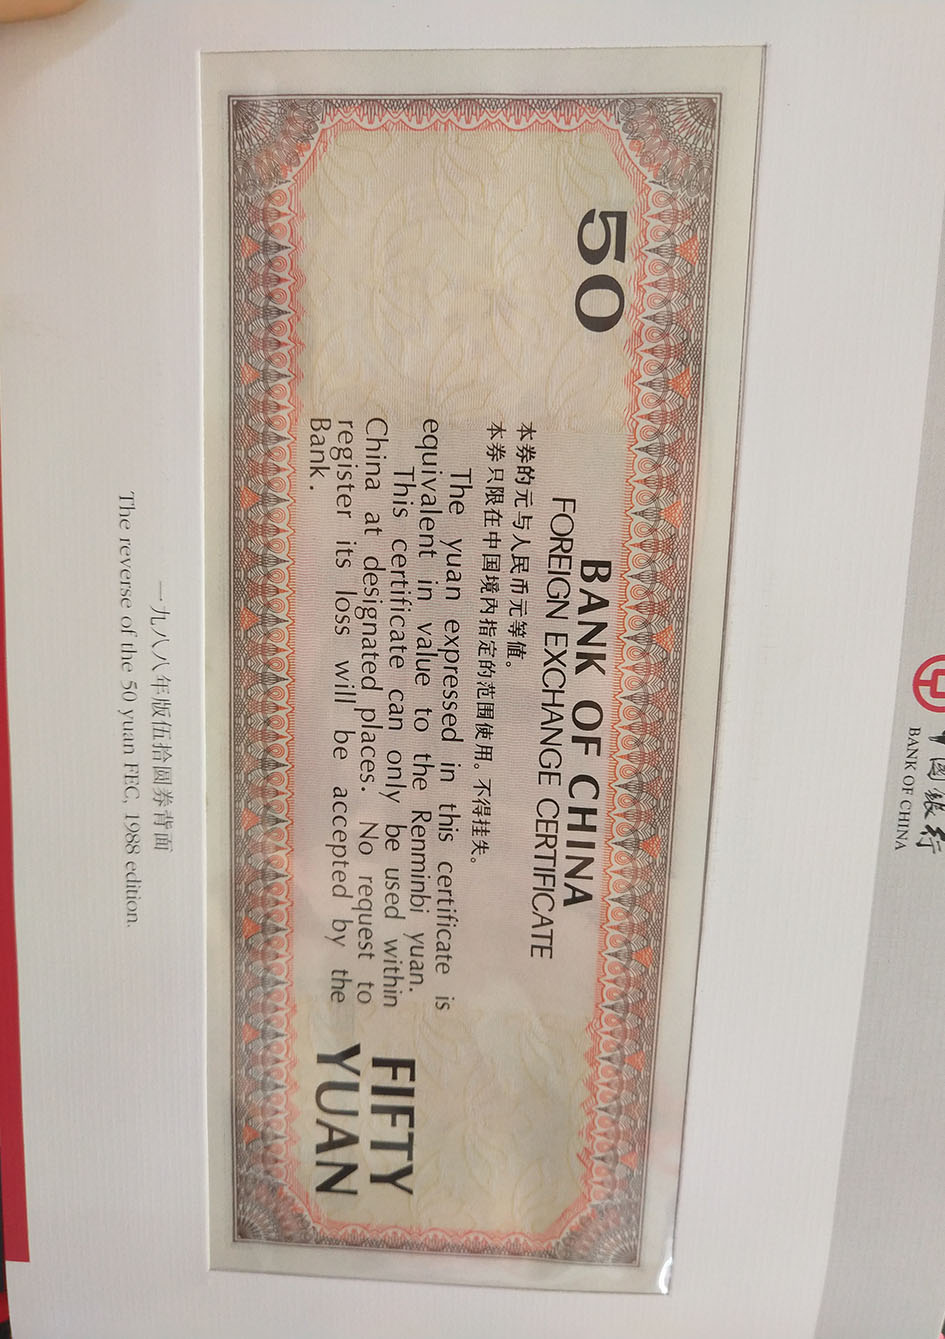 中国银行
BANK OF CHINA
50
BANK OF CHINA
FOREIGN EXCHANGE CERTIFICATE
本券的元与人民币元等值。
本券只限在中国境内指定的范围使用。不得挂失。
The yuan expressed in this certificate is
equivalent in value to the Renminbi yuan.
This certificate can only be used within
China at designated places. No request to
register its loss will be accepted by the
Bank.
FIFTY
YUAN
一九八八年版伍拾圆券背面
The reverse of the 50 yuan FEC, 1988 edition.